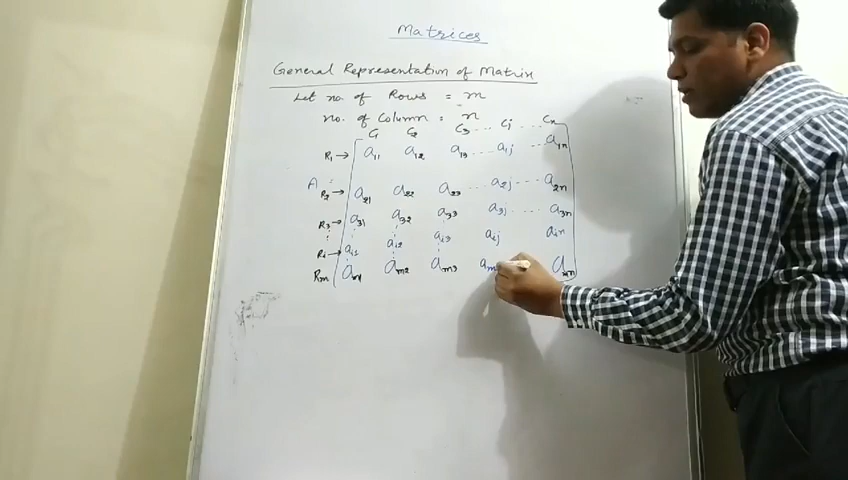 Matrices
General Representation of Matrix
Let no. of Rows = m
no. of Column = n
C1 C2 C3 ... Cj ... Cn
R1 → a11 a12 a13 ... a1j ... a1n
A =
R2 → a21 a22 a23 ... a2j ... a2n
R3 → a31 a32 a33 a3j ... a3n
Ri → ai1 ai2 ai3 aij ain
Rm am1 am2 am3 am amn